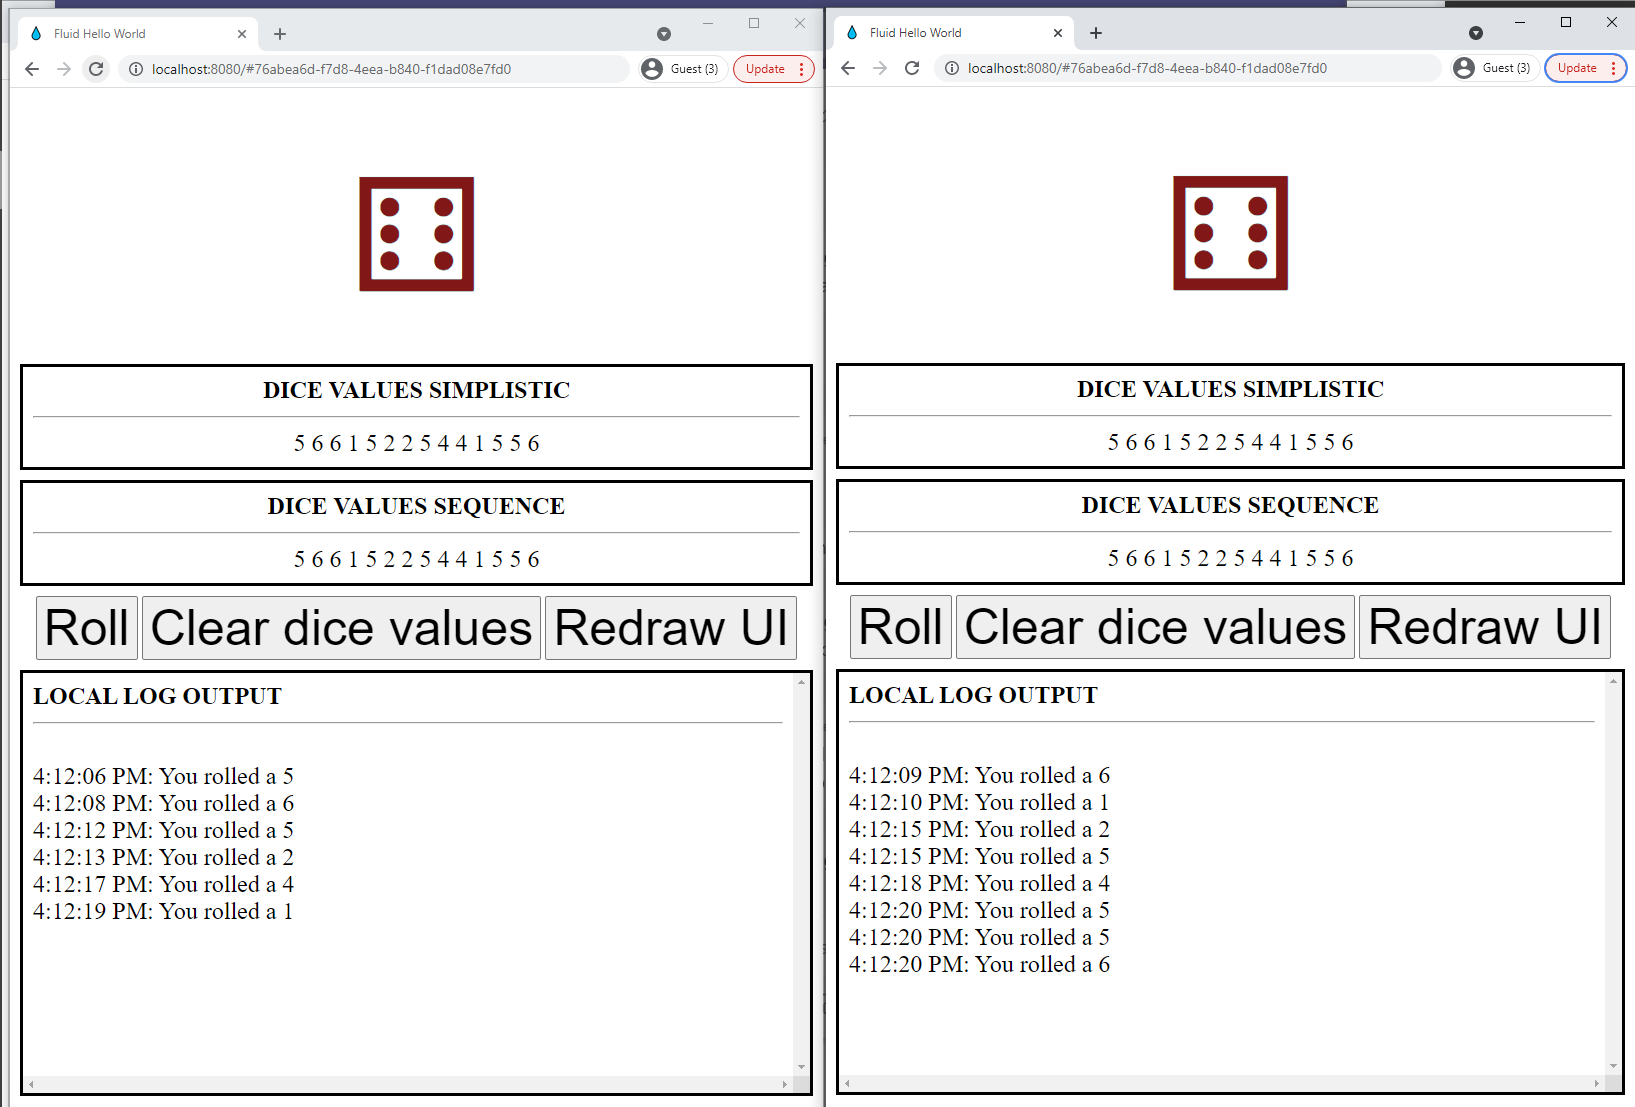 Fluid Hello World
localhost:8080/#76abea6d-f7d8-4eea-b840-f1dad08e7fd0
Guest (3)
Update
DICE VALUES SIMPLISTIC
5 6 6 1 5 2 2 5 4 4 1 5 5 6
DICE VALUES SEQUENCE
5 6 6 1 5 2 2 5 4 4 1 5 5 6
Roll
Clear dice values
Redraw UI
LOCAL LOG OUTPUT
4:12:06 PM: You rolled a 5
4:12:08 PM: You rolled a 6
4:12:12 PM: You rolled a 5
4:12:13 PM: You rolled a 2
4:12:17 PM: You rolled a 4
4:12:19 PM: You rolled a 1
Fluid Hello World
localhost:8080/#76abea6d-f7d8-4eea-b840-f1dad08e7fd0
Guest (3)
Update
DICE VALUES SIMPLISTIC
5 6 6 1 5 2 2 5 4 4 1 5 5 6
DICE VALUES SEQUENCE
5 6 6 1 5 2 2 5 4 4 1 5 5 6
Roll
Clear dice values
Redraw UI
LOCAL LOG OUTPUT
4:12:09 PM: You rolled a 6
4:12:10 PM: You rolled a 1
4:12:15 PM: You rolled a 2
4:12:15 PM: You rolled a 5
4:12:18 PM: You rolled a 4
4:12:20 PM: You rolled a 5
4:12:20 PM: You rolled a 5
4:12:20 PM: You rolled a 6